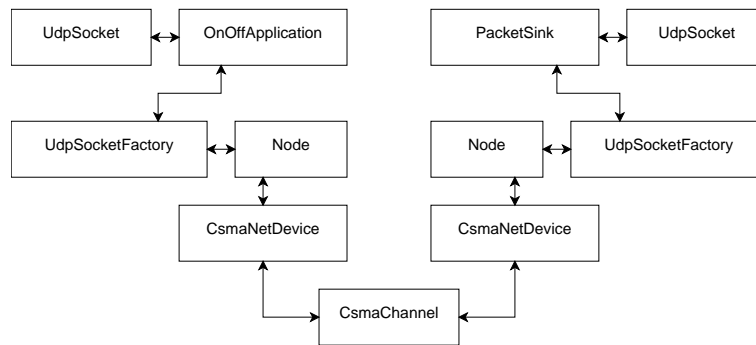 UdpSocket
OnOffApplication
PacketSink
UdpSocket
UdpSocketFactory
Node
Node
UdpSocketFactory
CsmaNetDevice
CsmaNetDevice
CsmaChannel